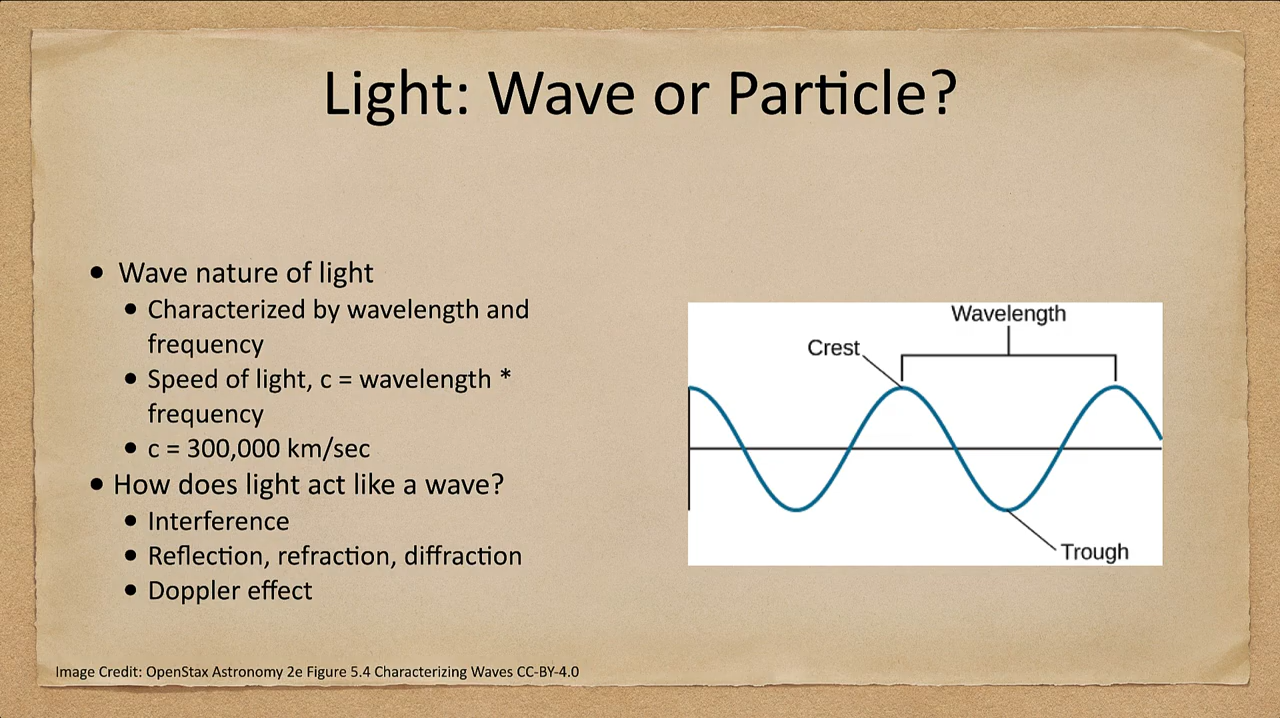 Light: Wave or Particle?
• Wave nature of light
• Characterized by wavelength and
frequency
• Speed of light, c = wavelength *
frequency
• c = 300,000 km/sec
• How does light act like a wave?
• Interference
• Reflection, refraction, diffraction
• Doppler effect
Wavelength
Crest
Trough
Image Credit: OpenStax Astronomy 2e Figure 5.4 Characterizing Waves CC-BY-4.0